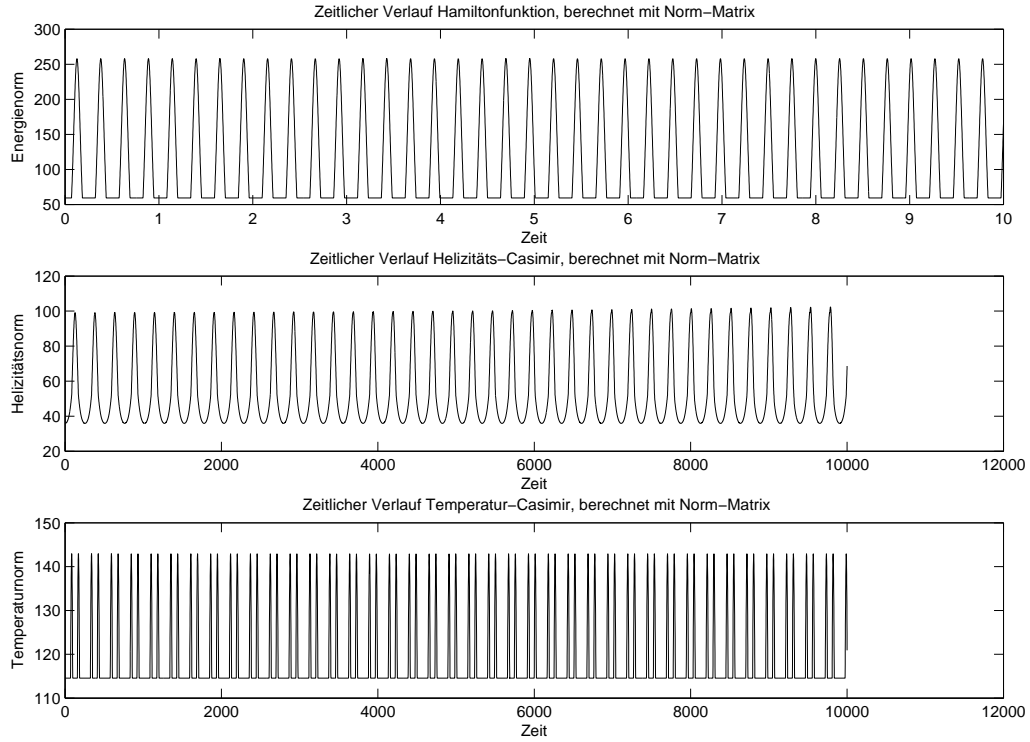 Zeitlicher Verlauf Hamiltonfunktion, berechnet mit Norm−Matrix
300
250
200
150
100
50
Energienorm
0 1 2 3 4 5 6 7 8 9 10
Zeit
Zeitlicher Verlauf Helizitäts−Casimir, berechnet mit Norm−Matrix
120
100
80
60
40
20
Helizitätsnorm
0 2000 4000 6000 8000 10000 12000
Zeit
Zeitlicher Verlauf Temperatur−Casimir, berechnet mit Norm−Matrix
150
140
130
120
110
Temperaturnorm
0 2000 4000 6000 8000 10000 12000
Zeit